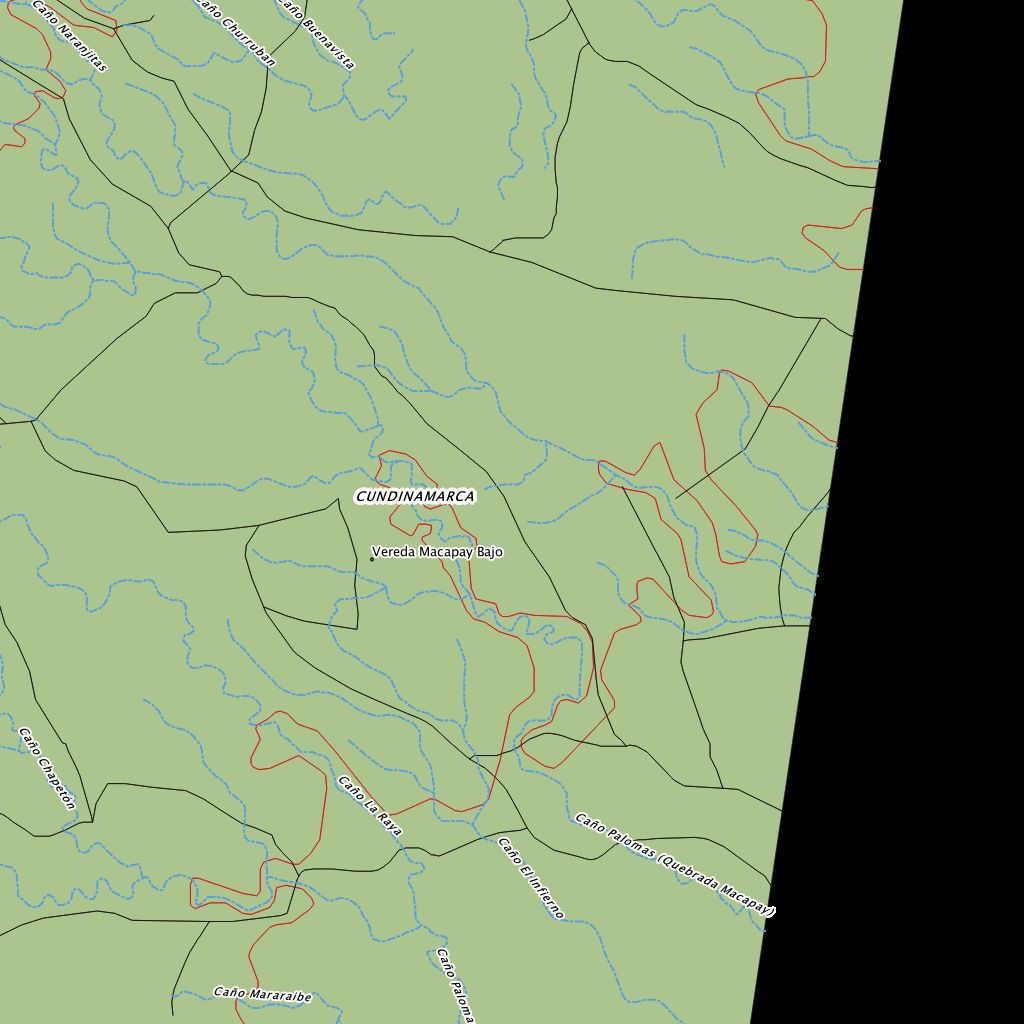 Caño Naranjitas
Caño Churruban
Caño Buenavista
CUNDINAMARCA
Vereda Macapay Bajo
Caño Chapetón
Caño La Raya
Caño El Infierno
Caño Palomas (Quebrada Macapay)
Caño Paloma
Caño Mararaibe